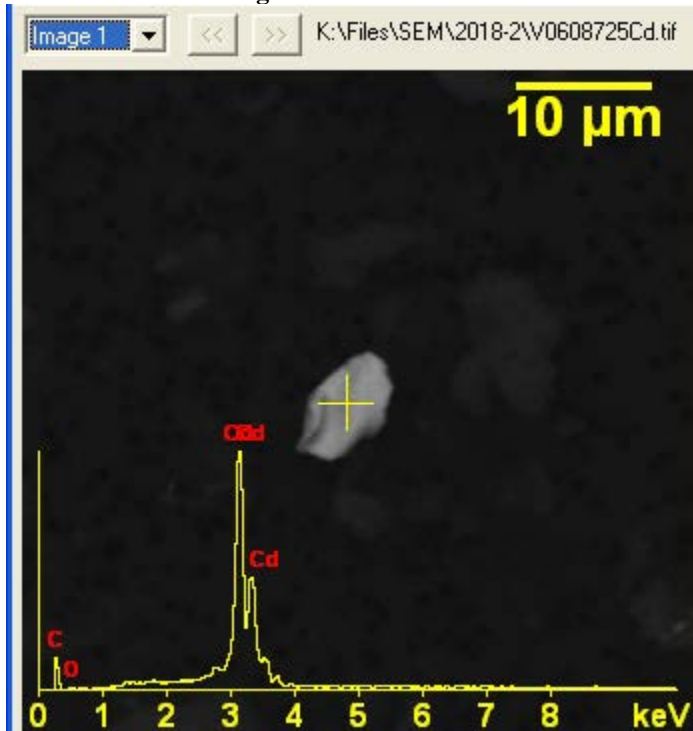 Image 1 << >> K:\Files\SEM\2018-2\V0608725Cd.tif
10 µm
Cd
C
O
0 1 2 3 4 5 6 7 8 keV